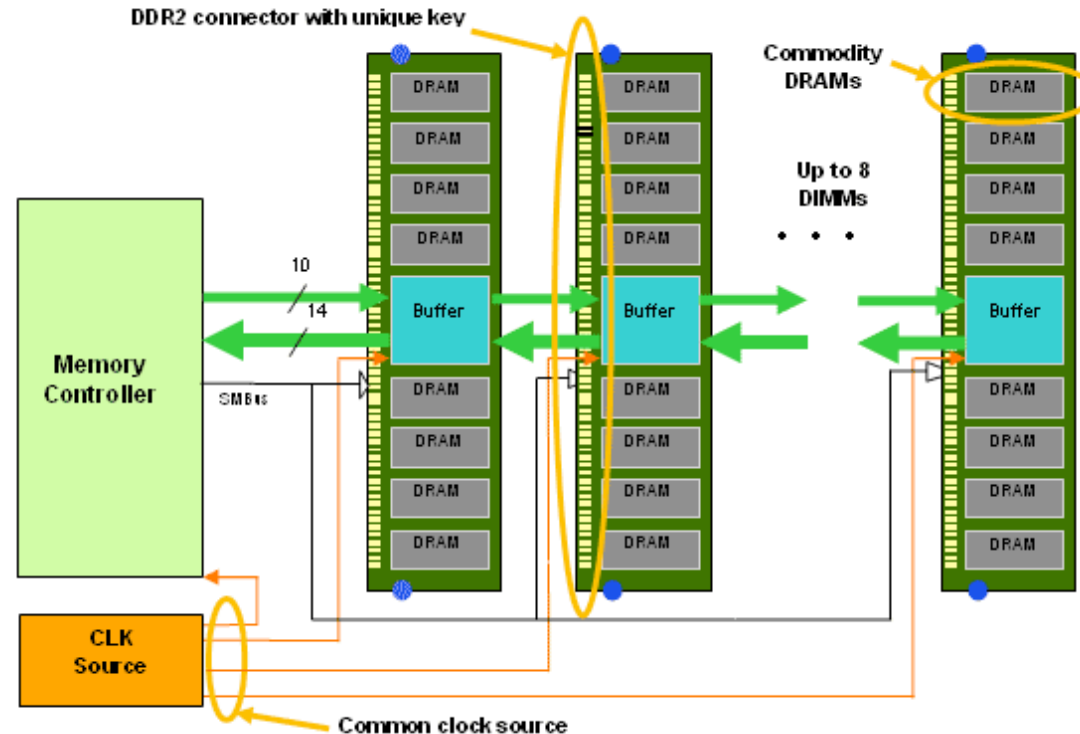 DDR2 connector with unique key
Commodity
DRAMs
DRAM
DRAM
DRAM
DRAM
DRAM
DRAM
DRAM
DRAM
DRAM
Up to 8
DIMMs
• • •
DRAM
DRAM
DRAM
10
14
Buffer
Buffer
Buffer
Memory
Controller
SMBus
DRAM
DRAM
DRAM
DRAM
DRAM
DRAM
DRAM
DRAM
DRAM
DRAM
DRAM
DRAM
CLK
Source
Common clock source